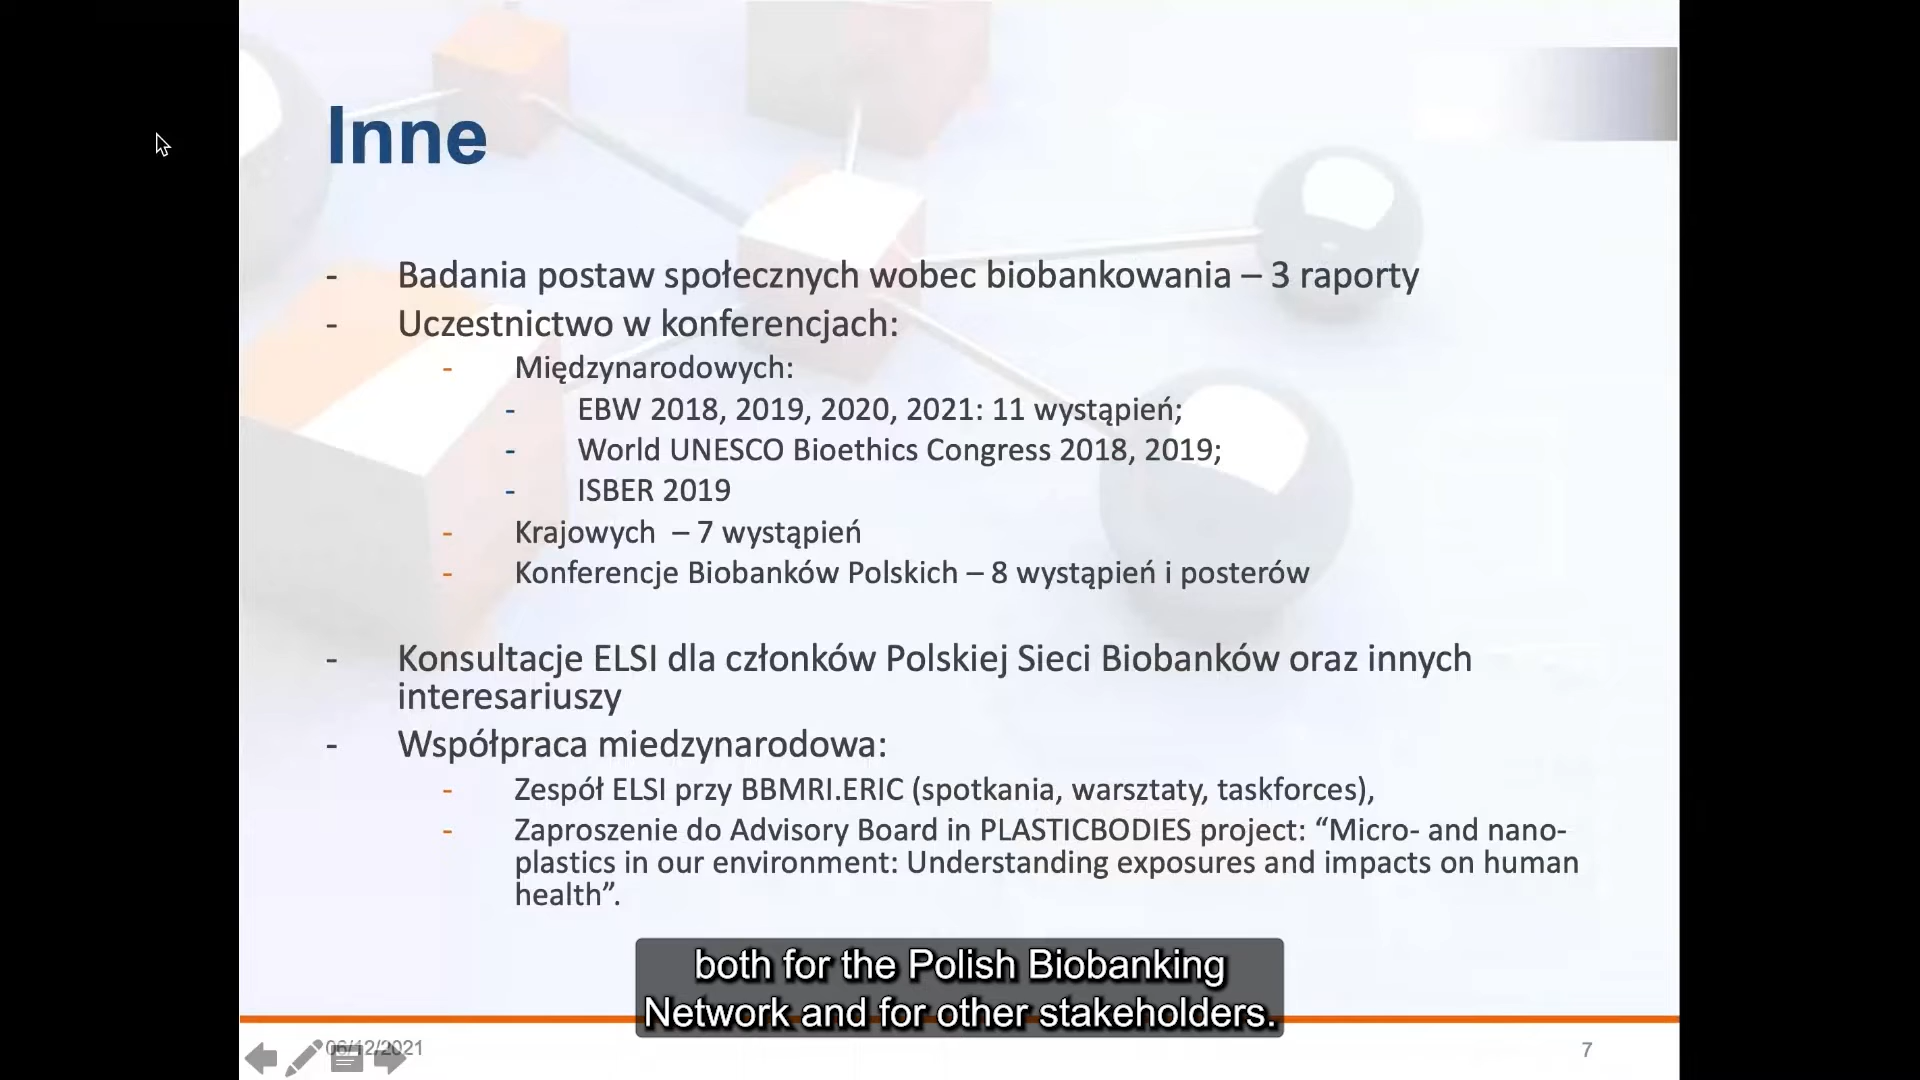 Inne
- Badania postaw społecznych wobec biobankowania – 3 raporty
- Uczestnictwo w konferencjach:
- Międzynarodowych:
- EBW 2018, 2019, 2020, 2021: 11 wystąpień;
- World UNESCO Bioethics Congress 2018, 2019;
- ISBER 2019
- Krajowych – 7 wystąpień
- Konferencje Biobanków Polskich – 8 wystąpień i posterów
- Konsultacje ELSI dla członków Polskiej Sieci Biobanków oraz innych
interesariuszy
- Współpraca miedzynarodowa:
- Zespół ELSI przy BBMRI.ERIC (spotkania, warsztaty, taskforces),
- Zaproszenie do Advisory Board in PLASTICBODIES project: “Micro- and nano-
plastics in our environment: Understanding exposures and impacts on human
health”.
both for the Polish Biobanking
Network and for other stakeholders.
06/12/2021
7